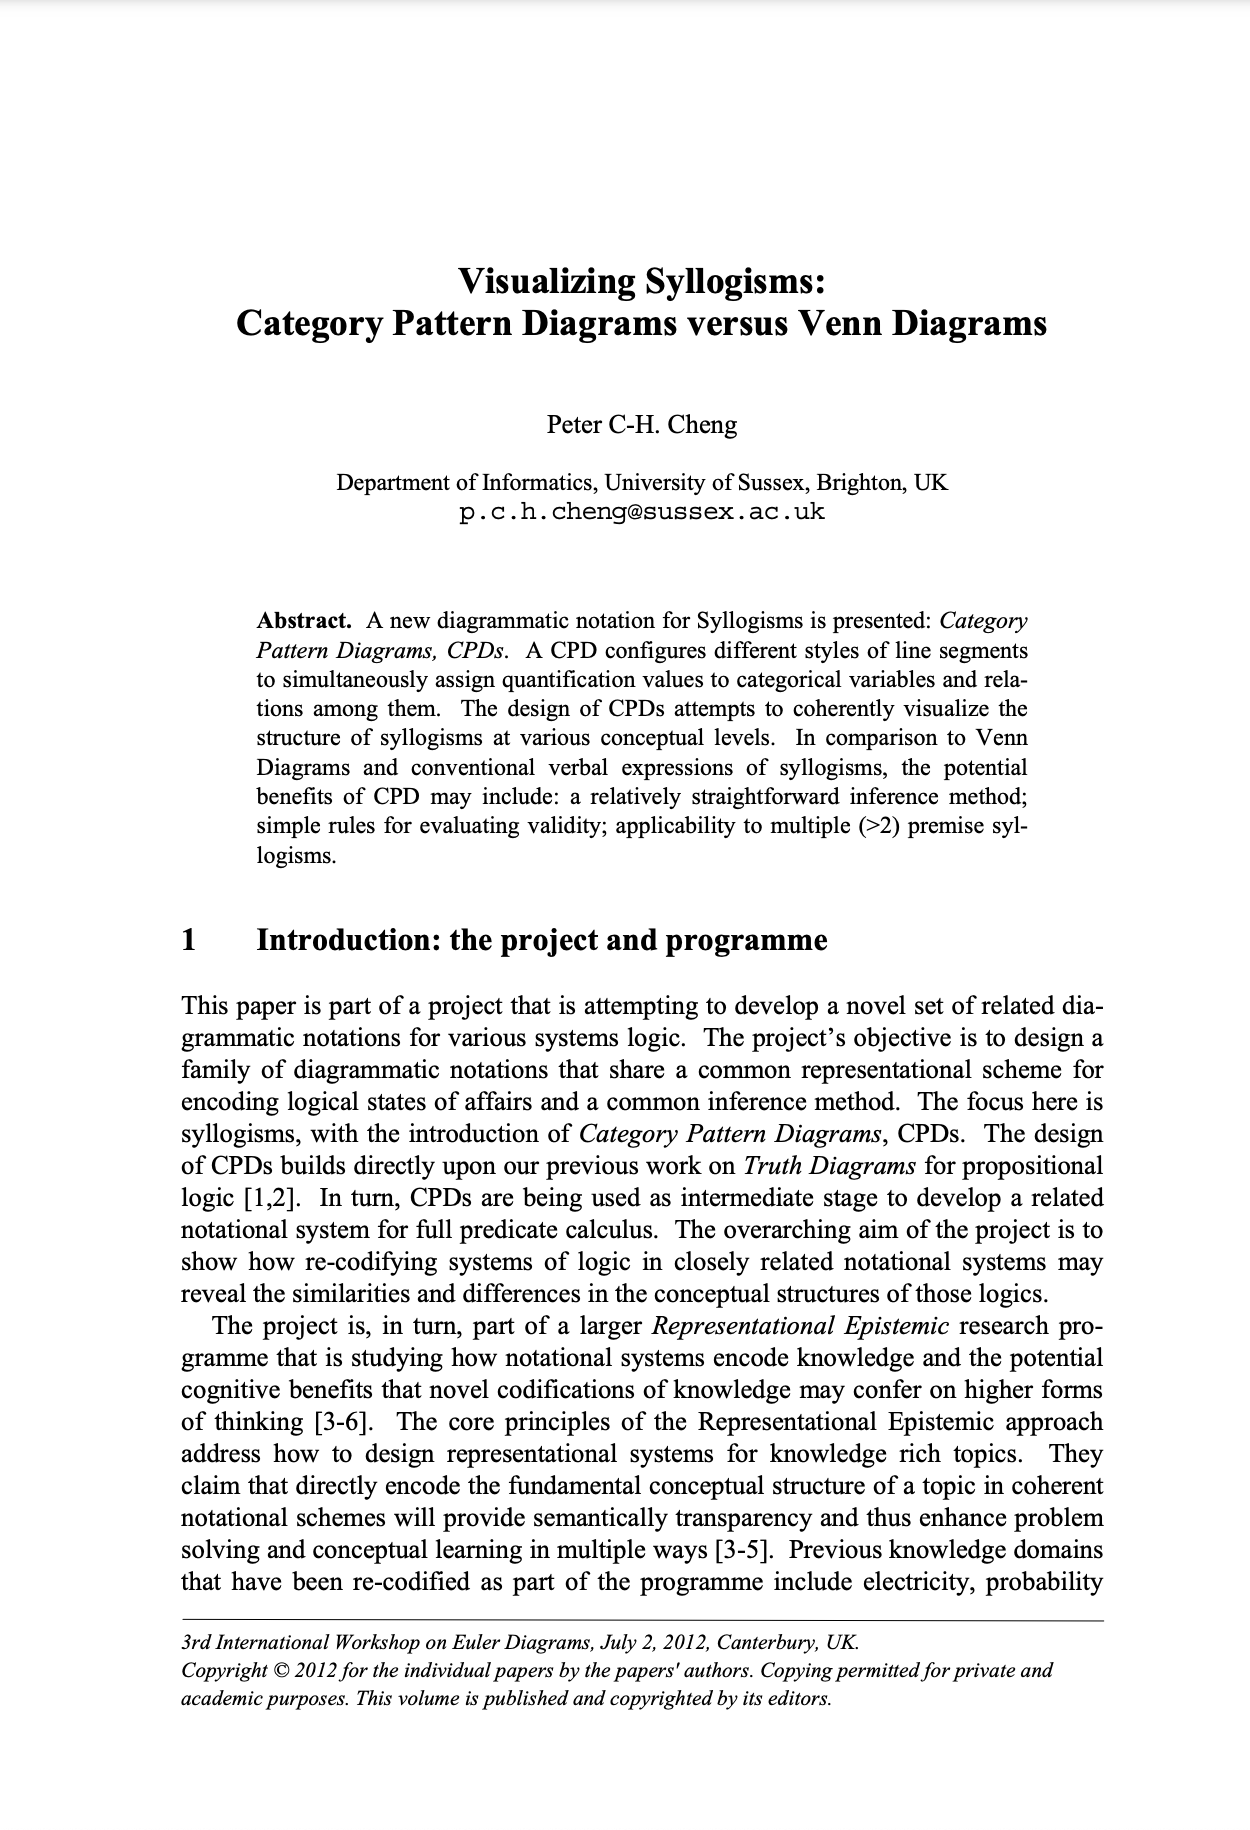 Visualizing Syllogisms:
Category Pattern Diagrams versus Venn Diagrams
Peter C-H. Cheng
Department of Informatics, University of Sussex, Brighton, UK
p.c.h.cheng@sussex.ac.uk
Abstract. A new diagrammatic notation for Syllogisms is presented: Category
Pattern Diagrams, CPDs. A CPD configures different styles of line segments
to simultaneously assign quantification values to categorical variables and rela-
tions among them. The design of CPDs attempts to coherently visualize the
structure of syllogisms at various conceptual levels. In comparison to Venn
Diagrams and conventional verbal expressions of syllogisms, the potential
benefits of CPD may include: a relatively straightforward inference method;
simple rules for evaluating validity; applicability to multiple (>2) premise syl-
logisms.
1 Introduction: the project and programme
This paper is part of a project that is attempting to develop a novel set of related dia-
grammatic notations for various systems logic. The project's objective is to design a
family of diagrammatic notations that share a common representational scheme for
encoding logical states of affairs and a common inference method. The focus here is
syllogisms, with the introduction of Category Pattern Diagrams, CPDs. The design
of CPDs builds directly upon our previous work on Truth Diagrams for propositional
logic [1,2]. In turn, CPDs are being used as intermediate stage to develop a related
notational system for full predicate calculus. The overarching aim of the project is to
show how re-codifying systems of logic in closely related notational systems may
reveal the similarities and differences in the conceptual structures of those logics.
The project is, in turn, part of a larger Representational Epistemic research pro-
gramme that is studying how notational systems encode knowledge and the potential
cognitive benefits that novel codifications of knowledge may confer on higher forms
of thinking [3-6]. The core principles of the Representational Epistemic approach
address how to design representational systems for knowledge rich topics. They
claim that directly encode the fundamental conceptual structure of a topic in coherent
notational schemes will provide semantically transparency and thus enhance problem
solving and conceptual learning in multiple ways [3-5]. Previous knowledge domains
that have been re-codified as part of the programme include electricity, probability
3rd International Workshop on Euler Diagrams, July 2, 2012, Canterbury, UK.
Copyright © 2012 for the individual papers by the papers' authors. Copying permitted for private and
academic purposes. This volume is published and copyrighted by its editors.